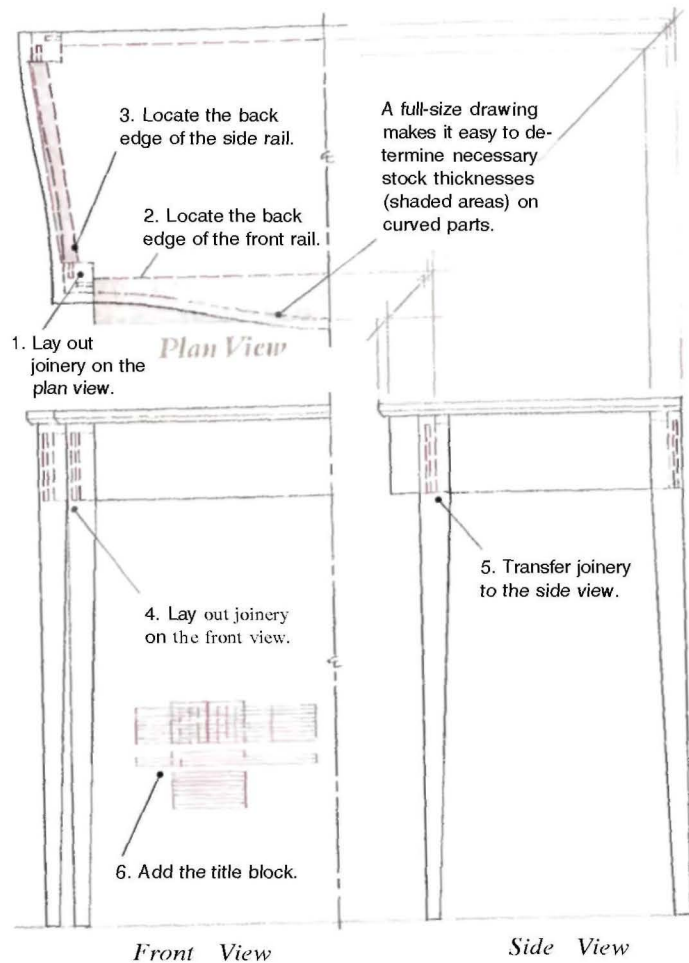 3. Locate the back
edge of the side rail.
2. Locate the back
edge of the front rail.
A full-size drawing
makes it easy to de-
termine necessary
stock thicknesses
(shaded areas) on
curved parts.
1. Lay out
joinery on the
plan view.
Plan View
4. Lay out joinery
on the front view.
5. Transfer joinery
to the side view.
6. Add the title block.
Front View
Side View